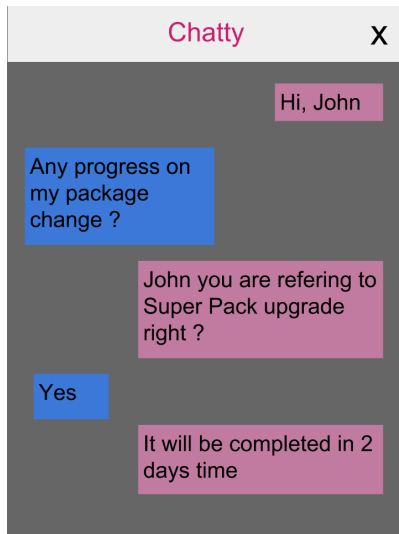 Chatty
X
Hi, John
Any progress on
my package
change ?
John you are refering to
Super Pack upgrade
right ?
Yes
It will be completed in 2
days time